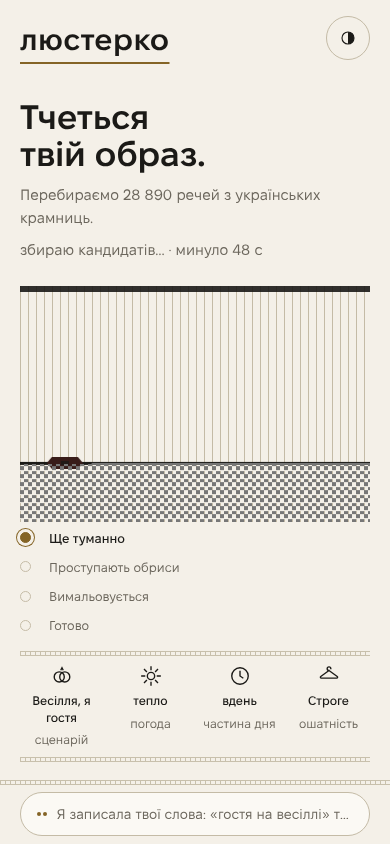 люстерко
Тчеться
твій образ.
Перебираємо 28 890 речей з українських
крамниць.
збираю кандидатів... · минуло 48 с
Ще туманно
Проступають обриси
Вимальовується
Готово
Весілля, я
гостя
сценарій
тепло
погода
вдень
частина дня
Строге
ошатність
Я записала твої слова: «гостя на весіллі» т...